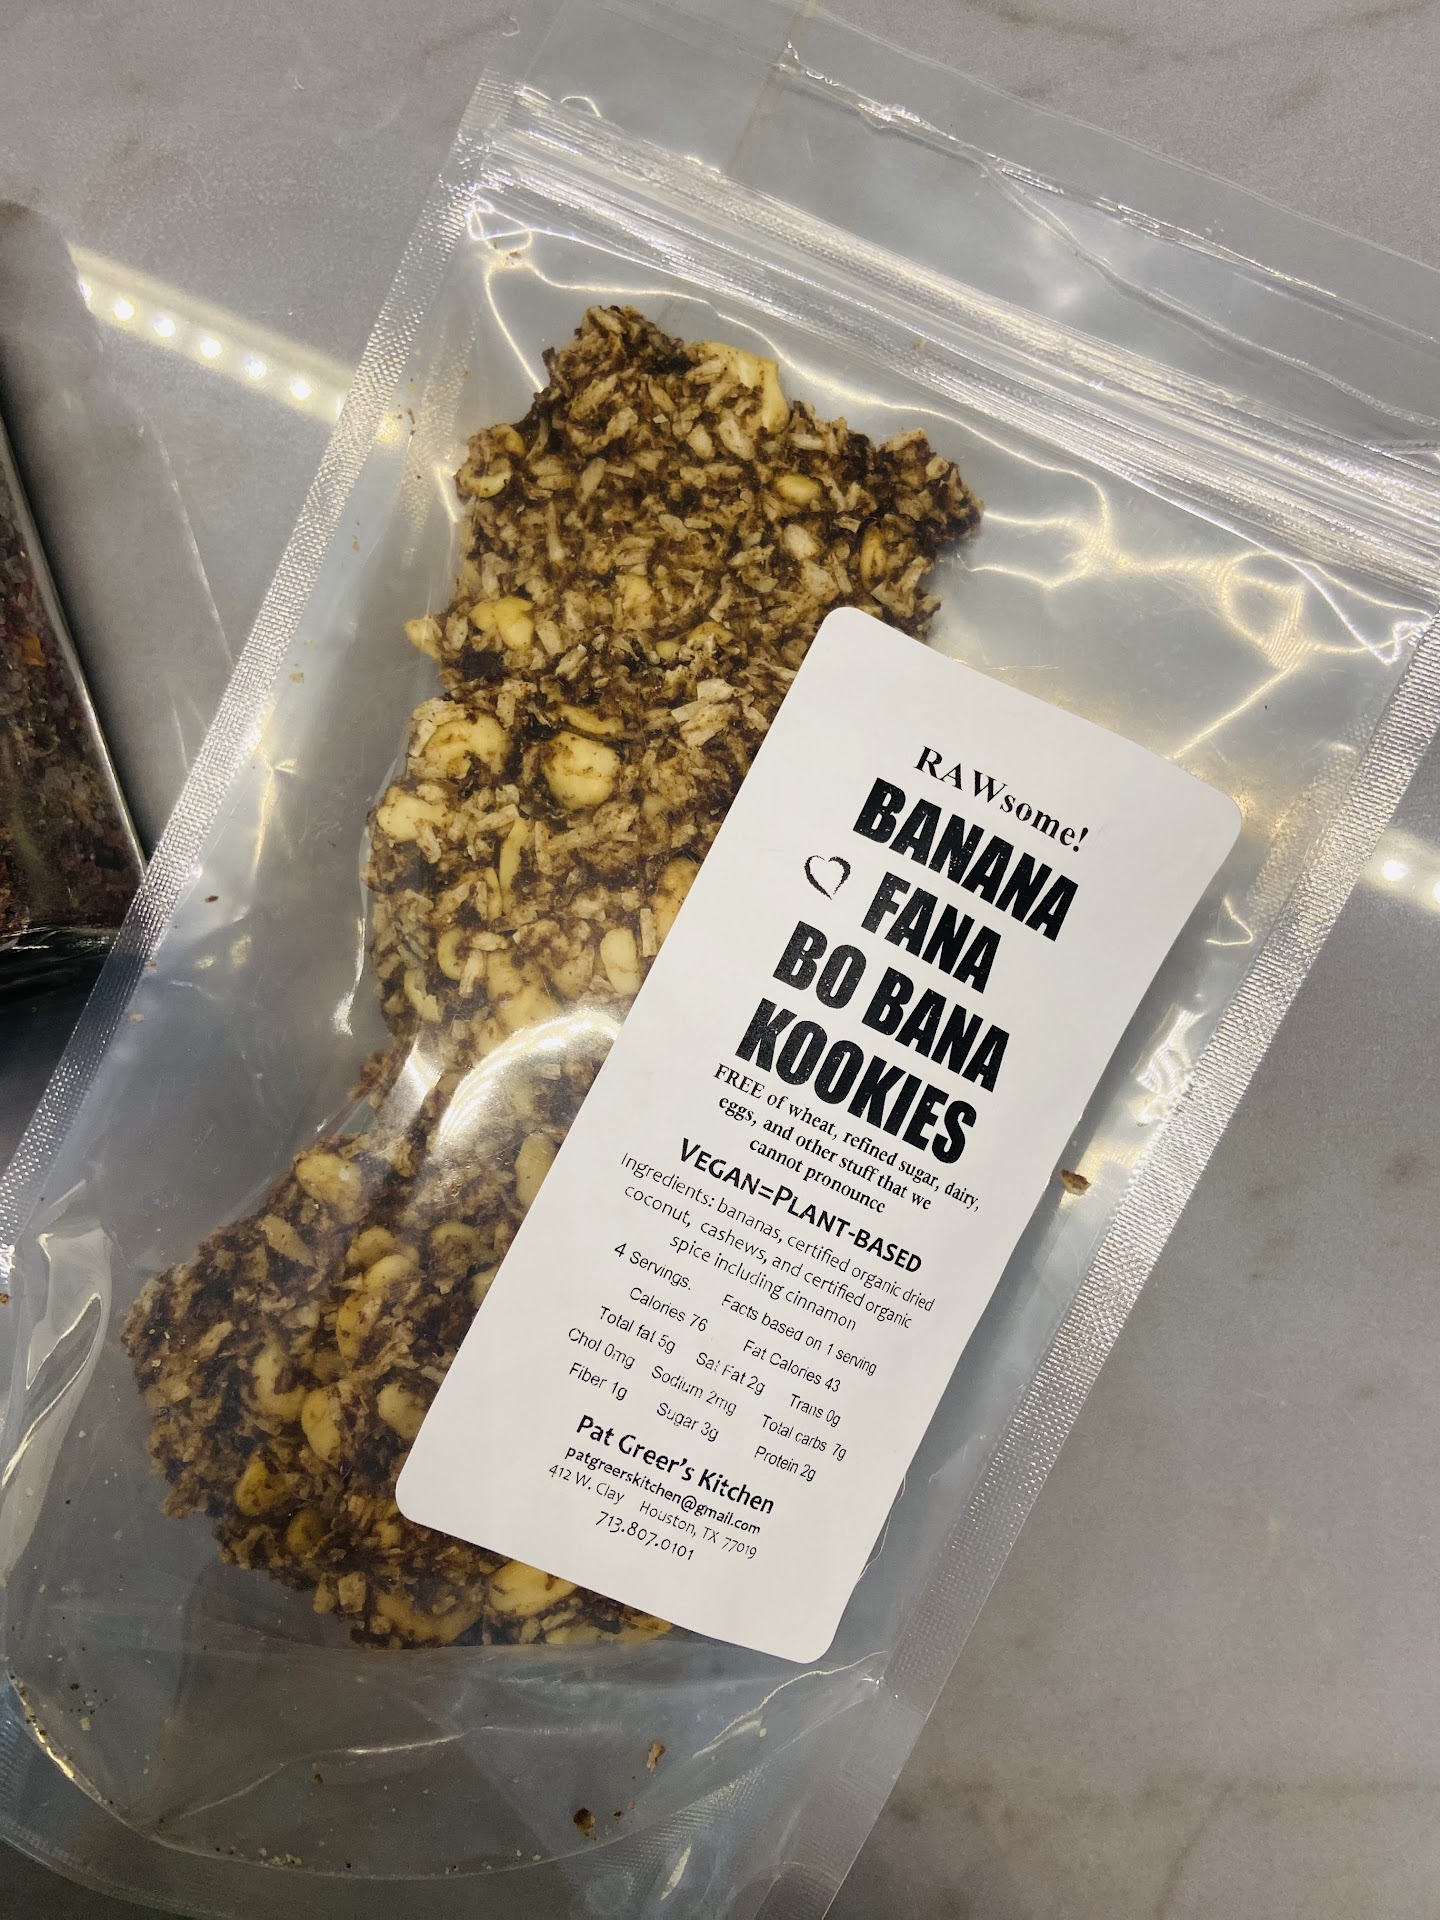 RAWsome!
BANANA
FANA
BO BANA
KOOKIES
FREE of wheat, refined sugar, dairy,
eggs, and other stuff that we
cannot pronounce
VEGAN=PLANT-BASED
Ingredients: bananas, certified organic dried
coconut, cashews, and certified organic
spice including cinnamon
4 Servings. Facts based on 1 serving
Calories 76 Fat Calories 43
Total fat 5g Sat Fat 2g Trans 0g
Chol 0mg Sodium 2mg Total carbs 7g
Fiber 1g Sugar 3g Protein 2g
Pat Greer's Kitchen
patgreerskitchen@gmail.com
412 W. Clay Houston, TX 77019
713.807.0101